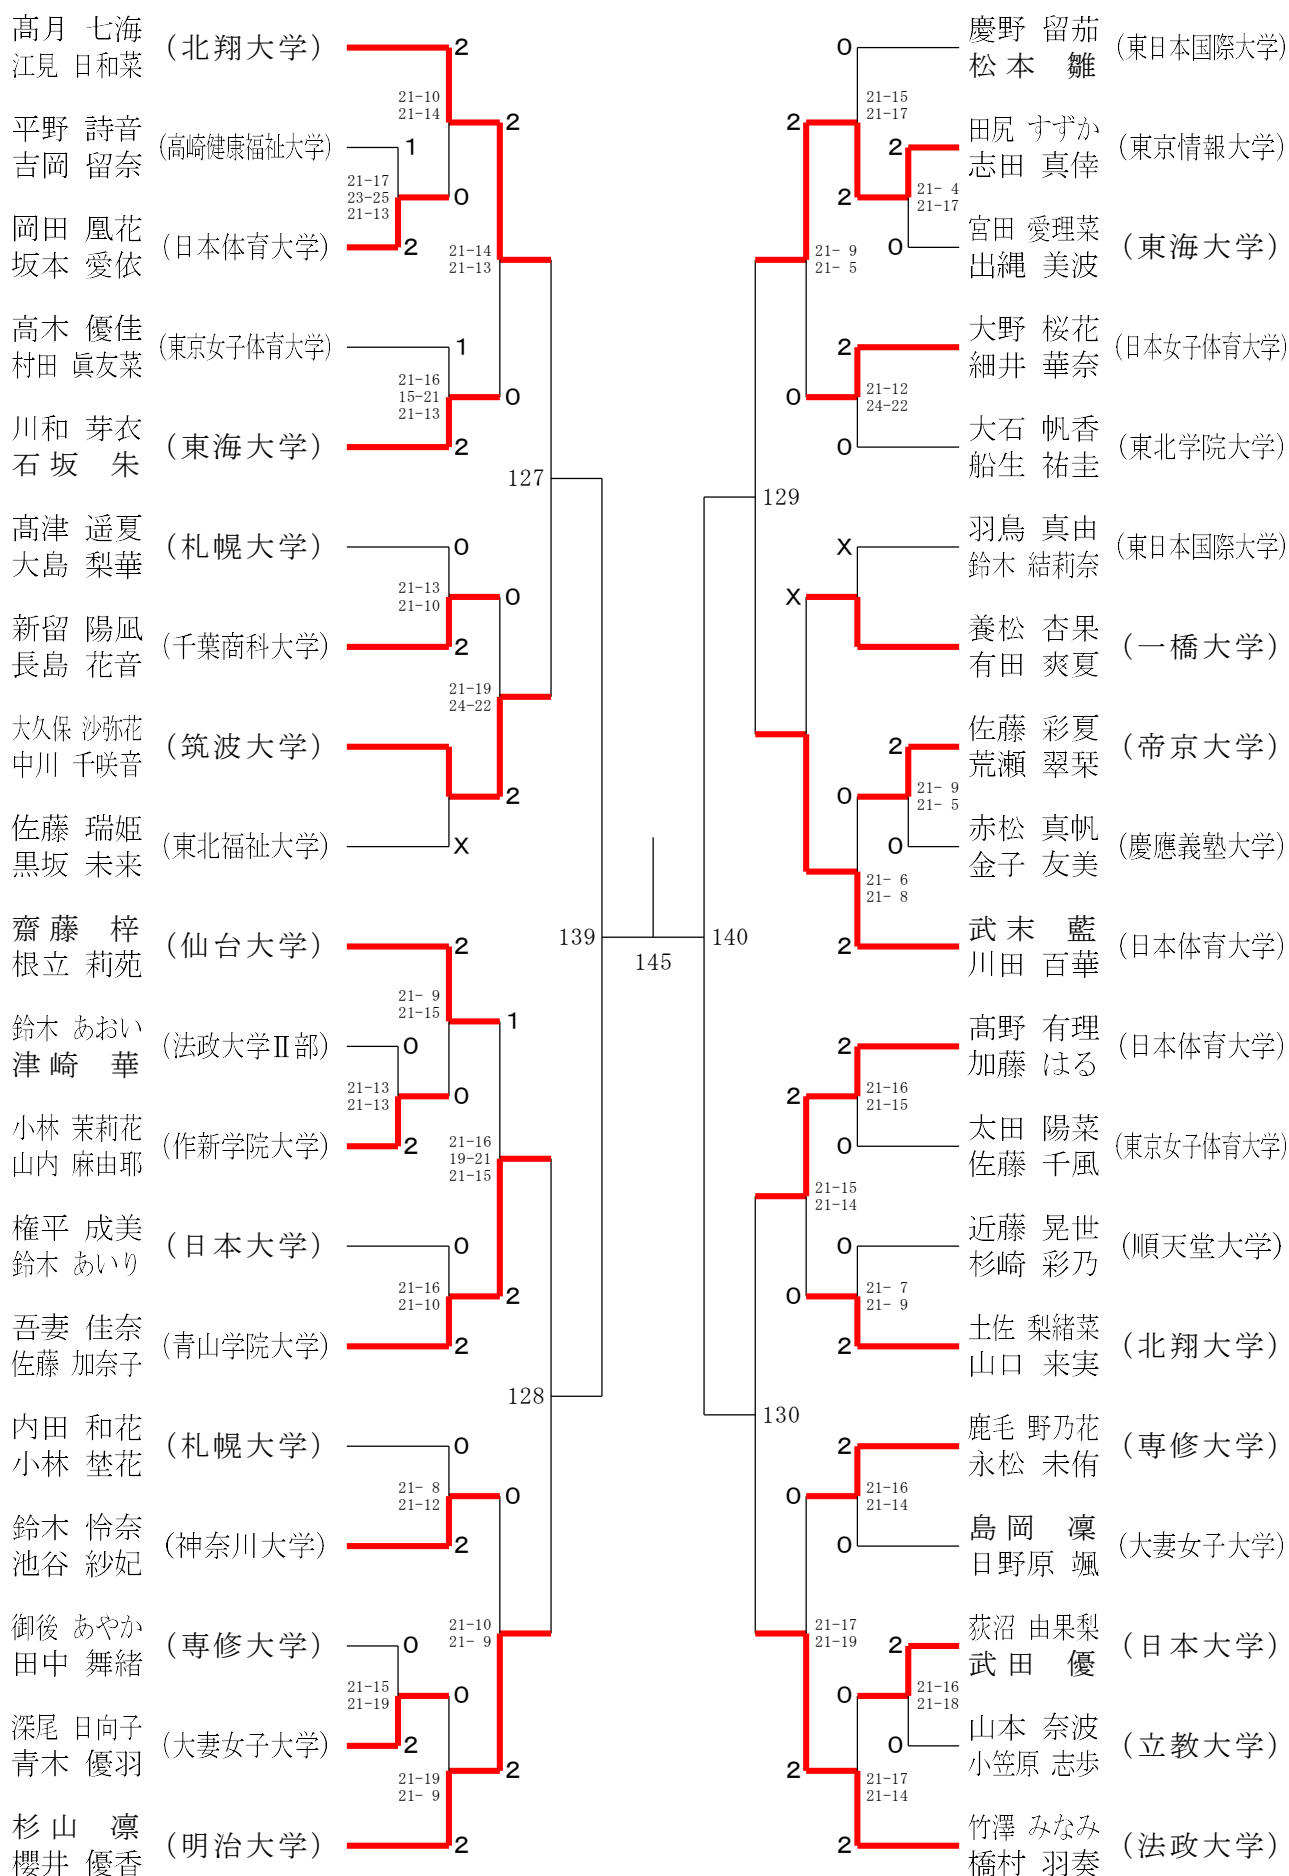 髙月 七海
江見 日和菜
(北翔大学)
2
21-10
21-14
2
平野 詩音
吉岡 留奈
(高崎健康福祉大学)
1
21-17
23-25
21-13
0
岡田 凰花
坂本 愛依
(日本体育大学)
2
21-14
21-13
高木 優佳
村田 眞友菜
(東京女子体育大学)
1
21-16
15-21
21-13
0
川和 芽衣
石坂 朱
(東海大学)
2
127
髙津 遥夏
大島 梨華
(札幌大学)
0
21-13
21-10
0
新留 陽凪
長島 花音
(千葉商科大学)
2
21-19
24-22
大久保 沙弥花
中川 千咲音
(筑波大学)
2
佐藤 瑞姫
黒坂 未来
(東北福祉大学)
X
139
齋藤 梓
根立 莉苑
(仙台大学)
2
21- 9
21-15
1
鈴木 あおい
津崎 華
(法政大学Ⅱ部)
0
21-13
21-13
0
小林 茉莉花
山内 麻由耶
(作新学院大学)
2
21-16
19-21
21-15
権平 成美
鈴木 あいり
(日本大学)
0
21-16
21-10
2
吾妻 佳奈
佐藤 加奈子
(青山学院大学)
2
128
内田 和花
小林 埜花
(札幌大学)
0
21- 8
21-12
0
鈴木 怜奈
池谷 紗妃
(神奈川大学)
2
御後 あやか
田中 舞緒
(専修大学)
0
21-15
21-19
0
21-10
21- 9
深尾 日向子
青木 優羽
(大妻女子大学)
2
21-19
21- 9
2
杉山 凛
櫻井 優香
(明治大学)
2
145
慶野 留茄
松本 雛
(東日本国際大学)
0
21-15
21-17
2
田尻 すずか
志田 真幸
(東京情報大学)
2
21- 4
21-17
2
宮田 愛理菜
出縄 美波
(東海大学)
0
21- 9
21- 5
大野 桜花
細井 華奈
(日本女子体育大学)
2
21-12
24-22
0
大石 帆香
船生 祐圭
(東北学院大学)
0
129
羽鳥 真由
鈴木 結莉奈
(東日本国際大学)
X
X
養松 杏果
有田 爽夏
(一橋大学)
佐藤 彩夏
荒瀬 翠栞
(帝京大学)
2
21- 9
21- 5
0
赤松 真帆
金子 友美
(慶應義塾大学)
0
21- 6
21- 8
武末 藍
川田 百華
(日本体育大学)
2
140
髙野 有理
加藤 はる
(日本体育大学)
2
21-16
21-15
2
太田 陽菜
佐藤 千風
(東京女子体育大学)
0
21-15
21-14
近藤 晃世
杉崎 彩乃
(順天堂大学)
0
21- 7
21- 9
0
土佐 梨緒菜
山口 来実
(北翔大学)
2
130
鹿毛 野乃花
永松 未侑
(専修大学)
2
21-16
21-14
0
島岡 凜
日野原 颯
(大妻女子大学)
0
21-17
21-19
荻沼 由果梨
武田 優
(日本大学)
2
21-16
21-18
0
山本 奈波
小笠原 志歩
(立教大学)
0
21-17
21-14
2
竹澤 みなみ
橋村 羽奏
(法政大学)
2